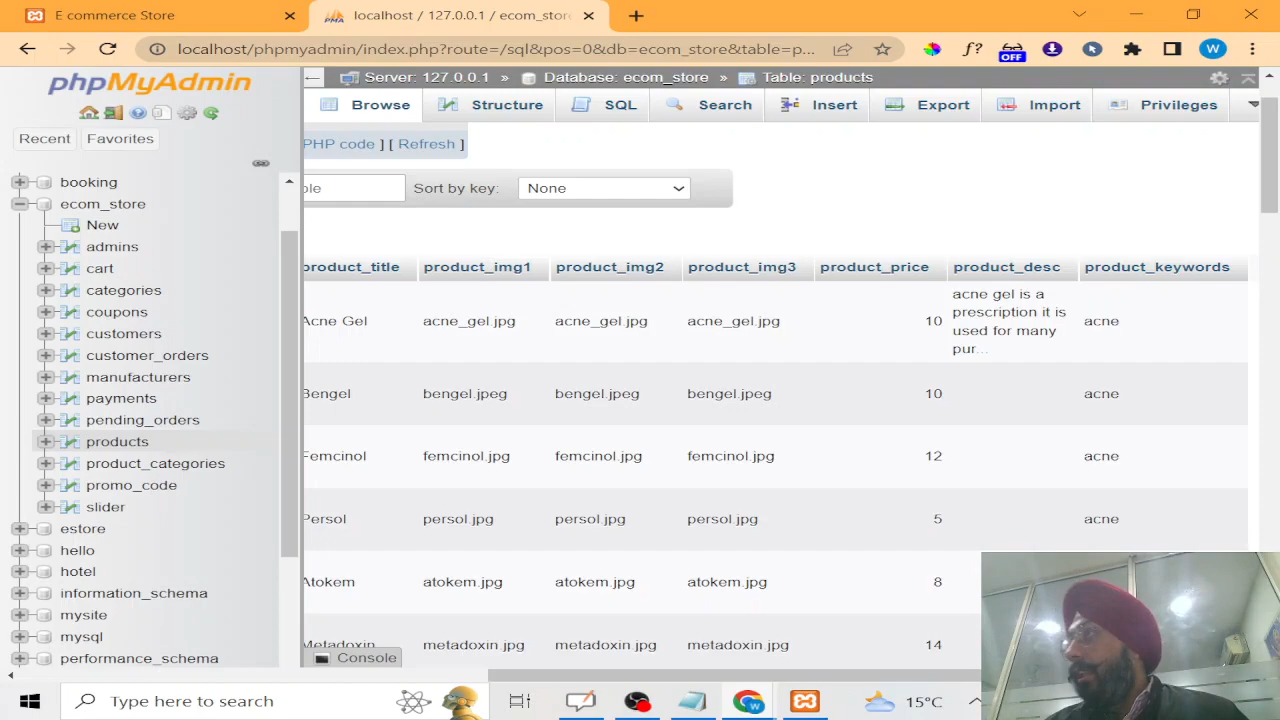 E commerce Store
localhost / 127.0.0.1 / ecom_store
localhost/phpmyadmin/index.php?route=/sql&pos=0&db=ecom_store&table=p...
f?
OFF
W
phpMyAdmin
Recent
Favorites
booking
ecom_store
New
admins
cart
categories
coupons
customers
customer_orders
manufacturers
payments
pending_orders
products
product_categories
promo_code
slider
estore
hello
hotel
information_schema
mysite
mysql
performance_schema
Server: 127.0.0.1 » Database: ecom_store » Table: products
Browse Structure SQL Search Insert Export Import Privileges
PHP code ] [ Refresh ]
ble Sort by key: None
product_title product_img1 product_img2 product_img3 product_price product_desc product_keywords
Acne Gel acne_gel.jpg acne_gel.jpg acne_gel.jpg 10 acne gel is a prescription it is used for many pur... acne
Bengel bengel.jpeg bengel.jpeg bengel.jpeg 10 acne
Femcinol femcinol.jpg femcinol.jpg femcinol.jpg 12 acne
Persol persol.jpg persol.jpg persol.jpg 5 acne
Atokem atokem.jpg atokem.jpg atokem.jpg 8
Metadoxin metadoxin.jpg metadoxin.jpg metadoxin.jpg 14
Console
Type here to search
15°C